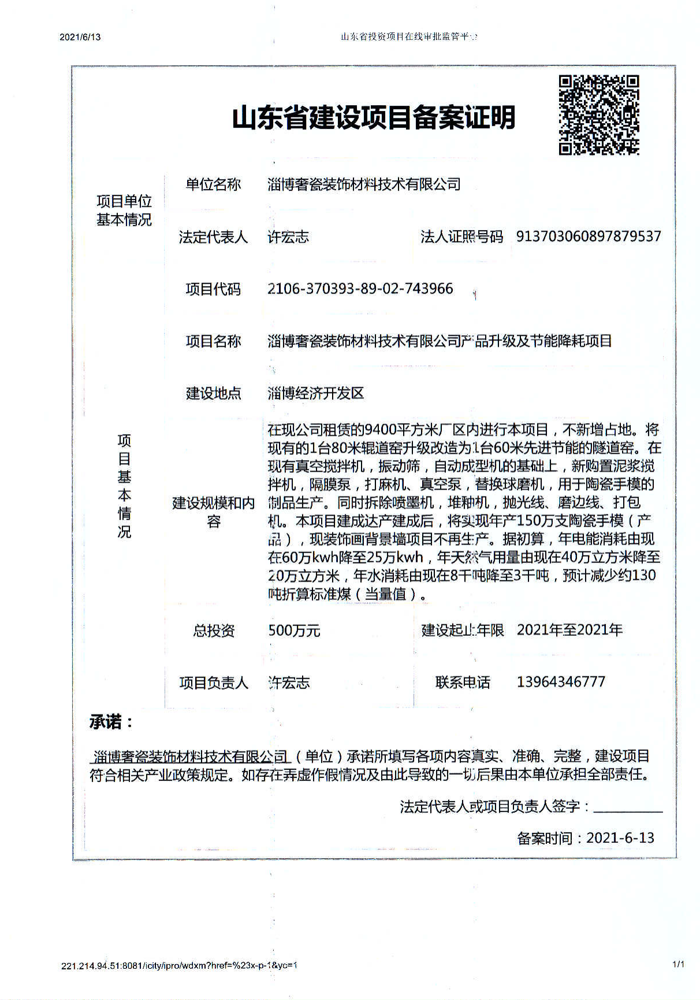 2021/6/13
山东省投资项目在线审批监管平
山东省建设项目备案证明
项目单位
基本情况
单位名称
淄博奢瓷装饰材料技术有限公司
法定代表人
许宏志
法人证照号码
913703060897879537
项目基本情况
项目代码
2106-370393-89-02-743966
项目名称
淄博奢瓷装饰材料技术有限公司产品升级及节能降耗项目
建设地点
淄博经济开发区
建设规模和内
容
在现公司租赁的9400平方米厂区内进行本项目，不新增占地。将
现有的1台80米辊道窑升级改造为1台60米先进节能的隧道窑。在
现有真空搅拌机，振动筛，自动成型机的基础上，新购置泥浆搅
拌机，隔膜泵，打麻机、真空泵，替换球磨机，用于陶瓷手模的
制品生产。同时拆除喷墨机，堆釉机，抛光线、磨边线、打包
机。本项目建成达产建成后，将实现年产150万支陶瓷手模（产
品），现装饰画背景墙项目不再生产。据初算，年电能消耗由现
在60万kwh降至25万kwh，年天然气用量由现在40万立方米降至
20万立方米，年水消耗由现在8千吨降至3千吨，预计减少约130
吨折算标准煤（当量值）。
总投资
500万元
建设起止年限
2021年至2021年
项目负责人
许宏志
联系电话
13964346777
承诺：
淄博奢瓷装饰材料技术有限公司（单位）承诺所填写各项内容真实、准确、完整，建设项目
符合相关产业政策规定。如存在弄虚作假情况及由此导致的一切后果由本单位承担全部责任。
法定代表人或项目负责人签字：
备案时间：2021-6-13
221.214.94.51:8081/icity/ipro/wdxm?href=%23x-p-1&yc=1
1/1